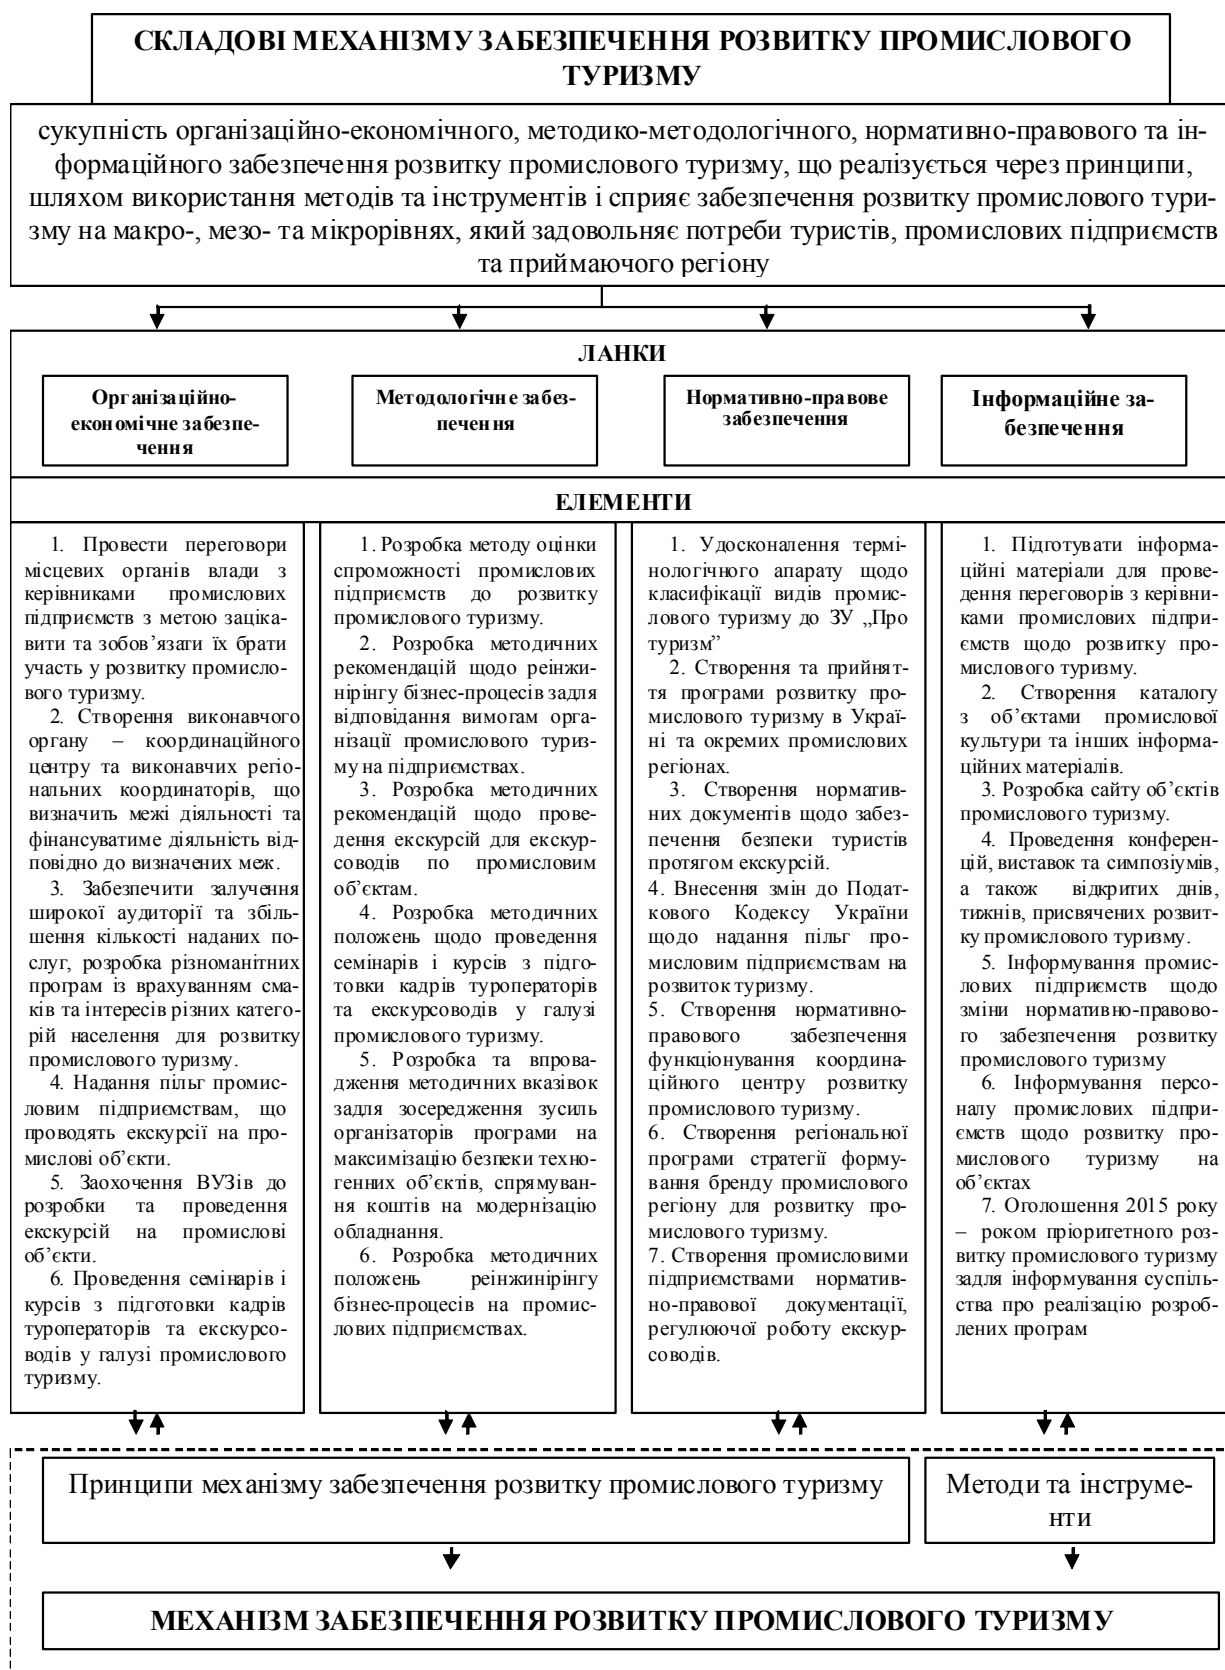 СКЛАДОВІ МЕХАНІЗМУ ЗАБЕЗПЕЧЕННЯ РОЗВИТКУ ПРОМИСЛОВОГО
ТУРИЗМУ
сукупність організаційно-економічного, методико-методологічного, нормативно-правового та ін-
формаційного забезпечення розвитку промислового туризму, що реалізується через принципи,
шляхом використання методів та інструментів і сприяє забезпечення розвитку промислового тури-
зму на макро-, мезо- та мікрорівнях, який задовольняє потреби туристів, промислових підприємств
та приймаючого регіону
ЛАНКИ
Організаційно-
економічне забезпе-
чення
Методологічне забез-
печення
Нормативно-правове
забезпечення
Інформаційне за-
безпечення
ЕЛЕМЕНТИ
1. Провести переговори
місцевих органів влади з
керівниками промислових
підприємств з метою зацікa-
вити та зобов’язати їх брати
участь у розвитку промисло-
вого туризму.
2. Створення виконавчого
органу – координаційного
центру та виконавчих регіо-
нальних координаторів, що
визначить межі діяльності та
фінансуватиме діяльність від-
повідно до визначених меж.
3. Забезпечити залучення
широкої аудиторії та збіль-
шення кількості наданих по-
слуг, розробка різноманітних
програм із врахуванням сма-
ків та інтересів різних катего-
рій населення для розвитку
промислового туризму.
4. Надання пільг промис-
ловим підприємствам, що
проводять екскурсії на про-
мислові об’єкти.
5. Заохочення ВУЗів до
розробки та проведення
екскурсій на промислові
об’єкти.
6. Проведення семінарів і
курсів з підготовки кадрів
туроператорів та екскурсо-
водів у галузі промислового
туризму.
1. Розробка методу оцінки
спроможності промислових
підприємств до розвитку
промислового туризму.
2. Розробка методичних
рекомендацій щодо реінжи-
нірінгу бізнес-процесів задля
відповідання вимогам орга-
нізації промислового туриз-
му на підприємствах.
3. Розробка методичних
рекомендацій щодо прове-
дення екскурсій для екскур-
соводів по промисловим
об’єктам.
4. Розробка методичних
положень щодо проведення
семінарів і курсів з підго-
товки кадрів туроператорів
та екскурсоводів у галузі
промислового туризму.
5. Розробка та впрова-
дження методичних вказівок
задля зосередження зусиль
організаторів програми на
максимізацію безпеки техно-
генних об’єктів, спрямуван-
ня коштів на модернізацію
обладнання.
6. Розробка методичних
положень реінжинірінгу
бізнес-процесів на промис-
лових підприємствах.
1. Удосконалення термі-
нологічного апарату щодо
класифікації видів промис-
лового туризму до ЗУ „Про
туризм”
2. Створення та прийнят-
тя програми розвитку про-
мислового туризму в Украї-
ні та окремих промислових
регіонах.
3. Створення норматив-
них документів щодо забез-
печення безпеки туристів
протягом екскурсій.
4. Внесення змін до Подат-
кового Кодексу України
щодо надання пільг про-
мисловим підприємствам на
розвиток туризму.
5. Створення нормативно-
правового забезпечення
функціонування координа-
ційного центру розвитку
промислового туризму.
6. Створення регіональної
програми стратегії форму-
вання бренду промислового
регіону для розвитку про-
мислового туризму.
7. Створення промисловими
підприємствами норматив-
но-правової документації,
регулюючої роботу екскур-
соводів.
1. Підготувати інформа-
ційні матеріали для прове-
дення переговорів з керівни-
ками промислових підпри-
ємств щодо розвитку про-
мислового туризму.
2. Створення каталогу
з об’єктами промислової
культури та інших інформа-
ційних матеріалів.
3. Розробка сайту об’єктів
промислового туризму.
4. Проведення конферен-
цій, виставок та симпозіумів,
а також відкритих днів,
тижнів, присвячених розвит-
ку промислового туризму.
5. Інформування промис-
лових підприємств щодо
зміни нормативно-правово-
го забезпечення розвитку
промислового туризму
6. Інформування персо-
налу промислових підпри-
ємств щодо розвитку про-
мислового туризму на
об’єктах
7. Оголошення 2015 року
– роком пріоритетного роз-
витку промислового туризму
задля інформування суспіль-
ства про реалізацію розроб-
лених програм
Принципи механізму забезпечення розвитку промислового туризму
Методи та інструме-
нти
МЕХАНІЗМ ЗАБЕЗПЕЧЕННЯ РОЗВИТКУ ПРОМИСЛОВОГО ТУРИЗМУ